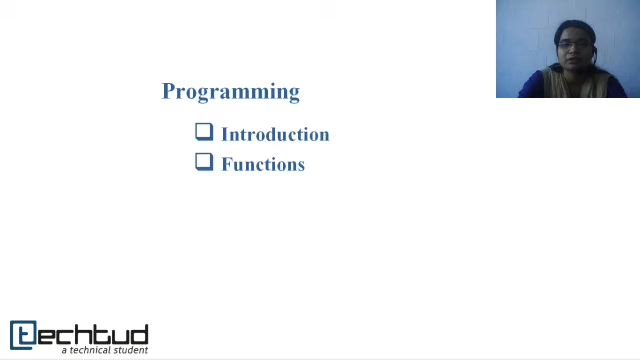 Programming
Introduction
Functions
techtud
a technical student